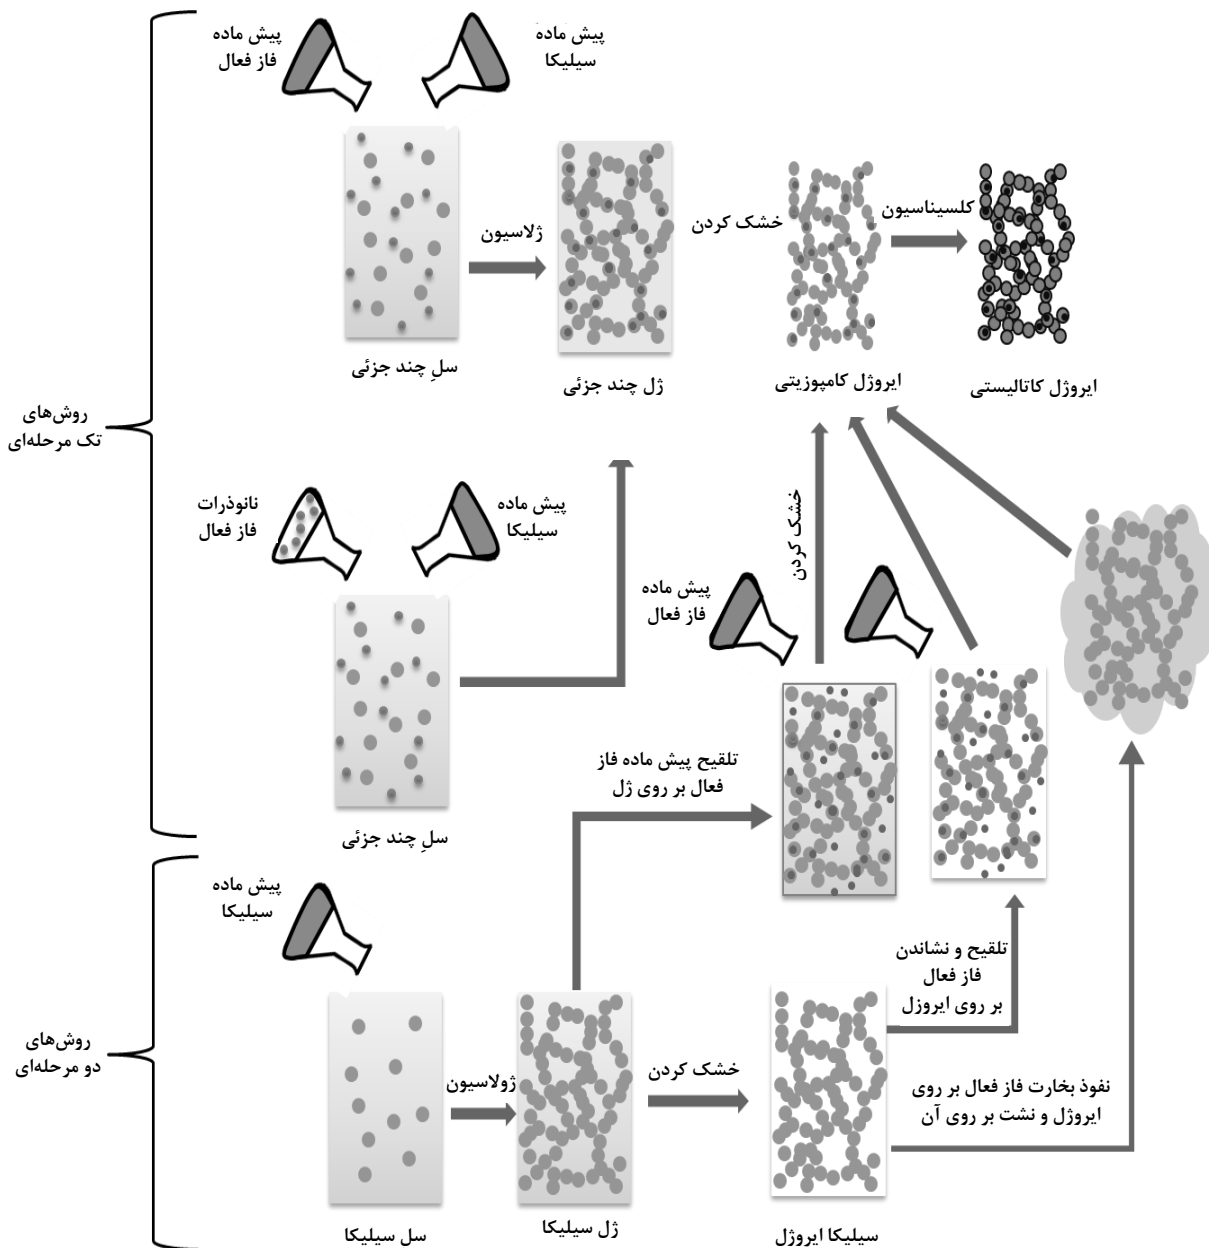 پیش ماده
فاز فعال
پیش ماده
سیلیکا
ژلاسیون
خشک کردن
کلسیناسیون
سلِ چند جزئی
ژل چند جزئی
ایروژل کامپوزیتی
ایروژل کاتالیستی
روش‌های
تک مرحله‌ای
نانوذرات
فاز فعال
پیش ماده
سیلیکا
خشک کردن
پیش ماده
فاز فعال
سلِ چند جزئی
تلقیح پیش ماده فاز
فعال بر روی ژل
پیش ماده
سیلیکا
تلقیح و نشاندن
فاز فعال
بر روی ایروزل
روش‌های
دو مرحله‌ای
ژولاسیون
خشک کردن
نفوذ بخارت فاز فعال بر روی
ایروژل و نشت بر روی آن
سل سیلیکا
ژل سیلیکا
سیلیکا ایروژل